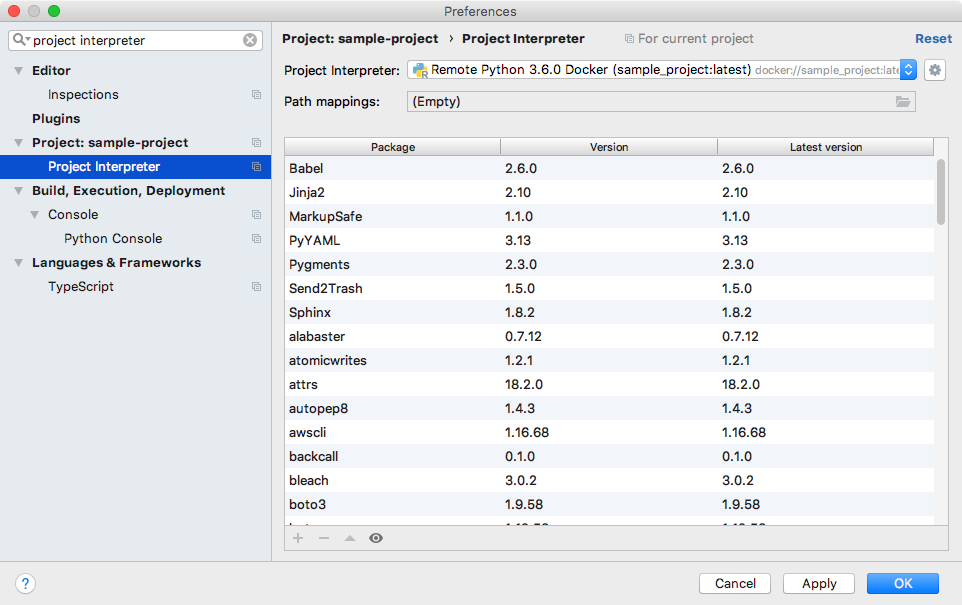 Preferences
project interpreter
Editor
Inspections
Plugins
Project: sample-project
Project Interpreter
Build, Execution, Deployment
Console
Python Console
Languages & Frameworks
TypeScript
Project: sample-project › Project Interpreter For current project Reset
Project Interpreter: Remote Python 3.6.0 Docker (sample_project:latest) docker://sample_project:lat
Path mappings: (Empty)
Package Version Latest version
Babel 2.6.0 2.6.0
Jinja2 2.10 2.10
MarkupSafe 1.1.0 1.1.0
PyYAML 3.13 3.13
Pygments 2.3.0 2.3.0
Send2Trash 1.5.0 1.5.0
Sphinx 1.8.2 1.8.2
alabaster 0.7.12 0.7.12
atomicwrites 1.2.1 1.2.1
attrs 18.2.0 18.2.0
autopep8 1.4.3 1.4.3
awscli 1.16.68 1.16.68
backcall 0.1.0 0.1.0
bleach 3.0.2 3.0.2
boto3 1.9.58 1.9.58
? Cancel Apply OK